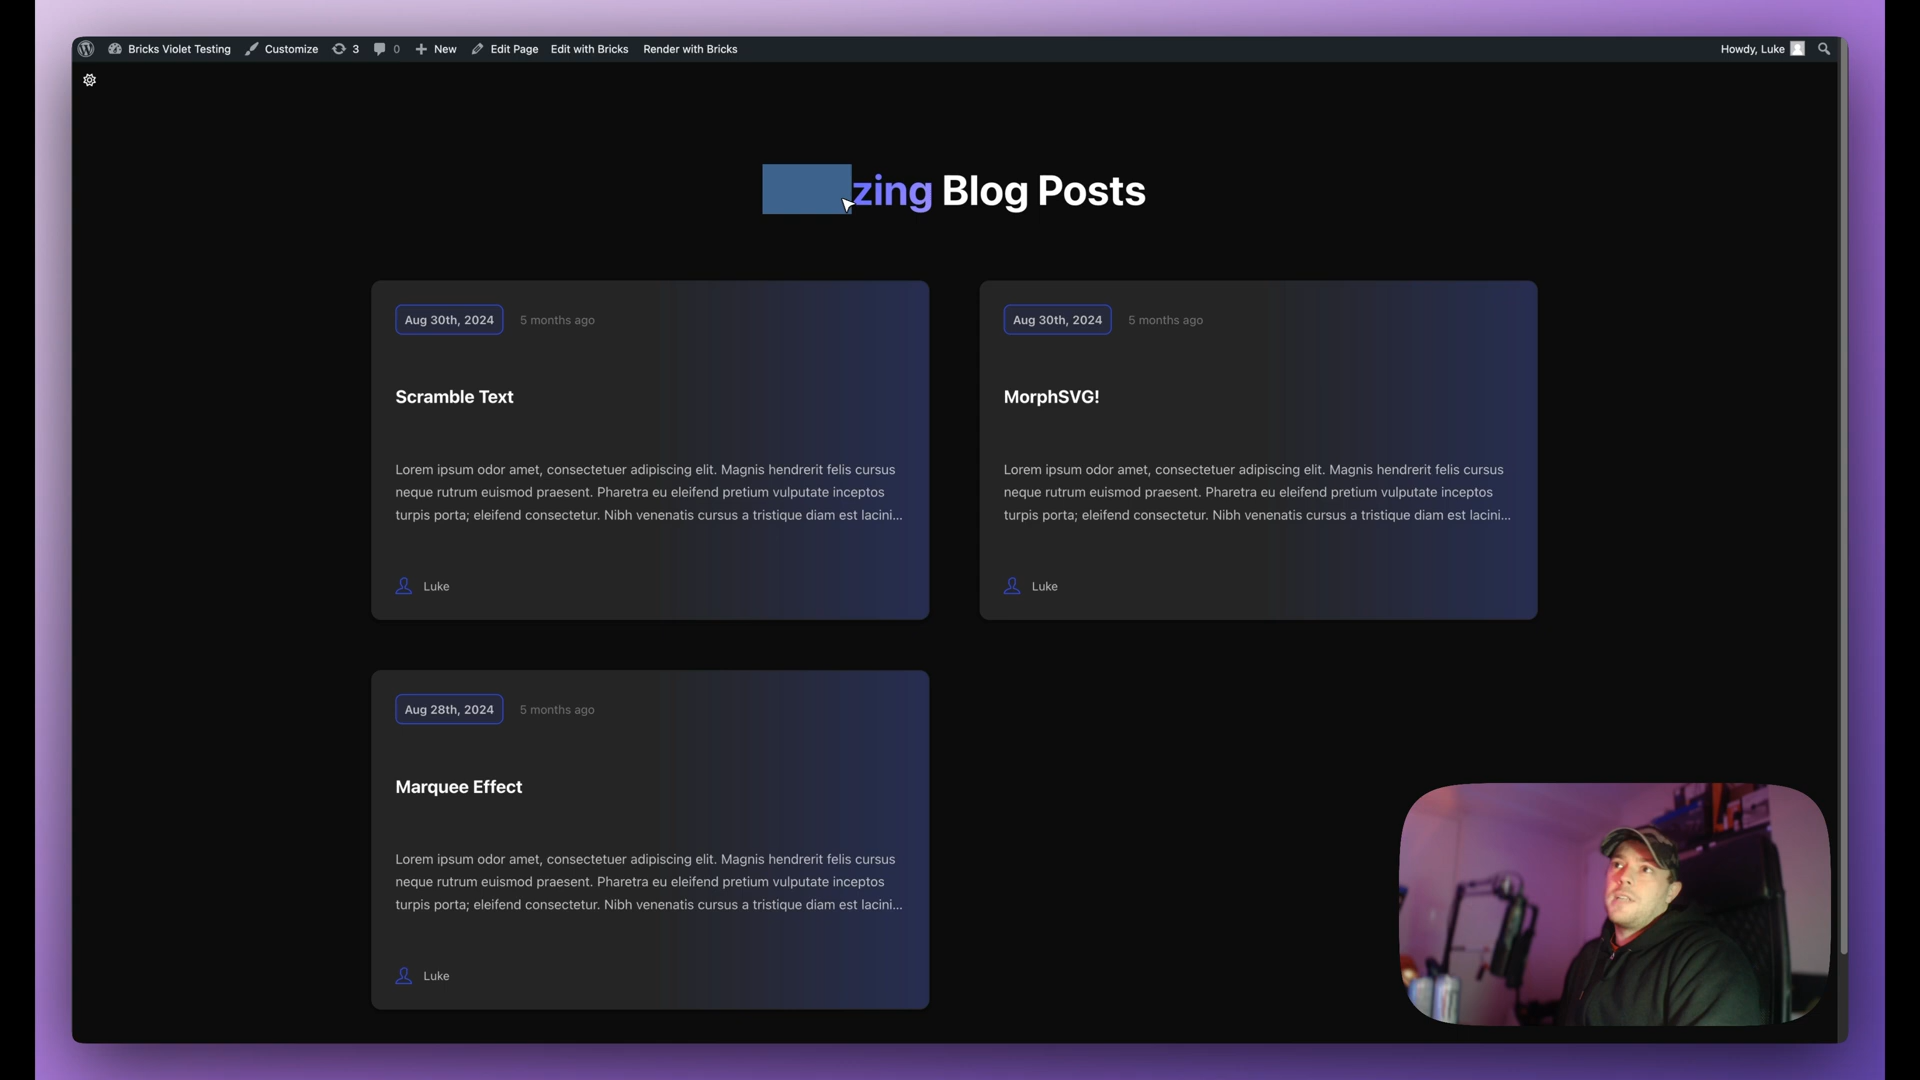 Bricks Violet Testing Customize 3 0 New Edit Page Edit with Bricks Render with Bricks Howdy, Luke
zing Blog Posts
Aug 30th, 2024 5 months ago
Scramble Text
Lorem ipsum odor amet, consectetuer adipiscing elit. Magnis hendrerit felis cursus
neque rutrum euismod praesent. Pharetra eu eleifend pretium vulputate inceptos
turpis porta; eleifend consectetur. Nibh venenatis cursus a tristique diam est lacini...
Luke
Aug 30th, 2024 5 months ago
MorphSVG!
Lorem ipsum odor amet, consectetuer adipiscing elit. Magnis hendrerit felis cursus
neque rutrum euismod praesent. Pharetra eu eleifend pretium vulputate inceptos
turpis porta; eleifend consectetur. Nibh venenatis cursus a tristique diam est lacini...
Luke
Aug 28th, 2024 5 months ago
Marquee Effect
Lorem ipsum odor amet, consectetuer adipiscing elit. Magnis hendrerit felis cursus
neque rutrum euismod praesent. Pharetra eu eleifend pretium vulputate inceptos
turpis porta; eleifend consectetur. Nibh venenatis cursus a tristique diam est lacini...
Luke